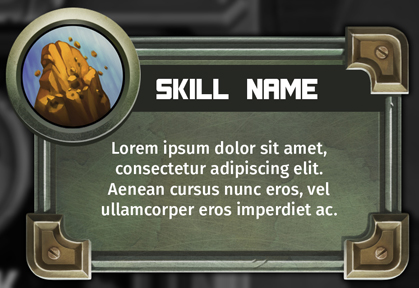 SKILL NAME
Lorem ipsum dolor sit amet,
consectetur adipiscing elit.
Aenean cursus nunc eros, vel
ullamcorper eros imperdiet ac.